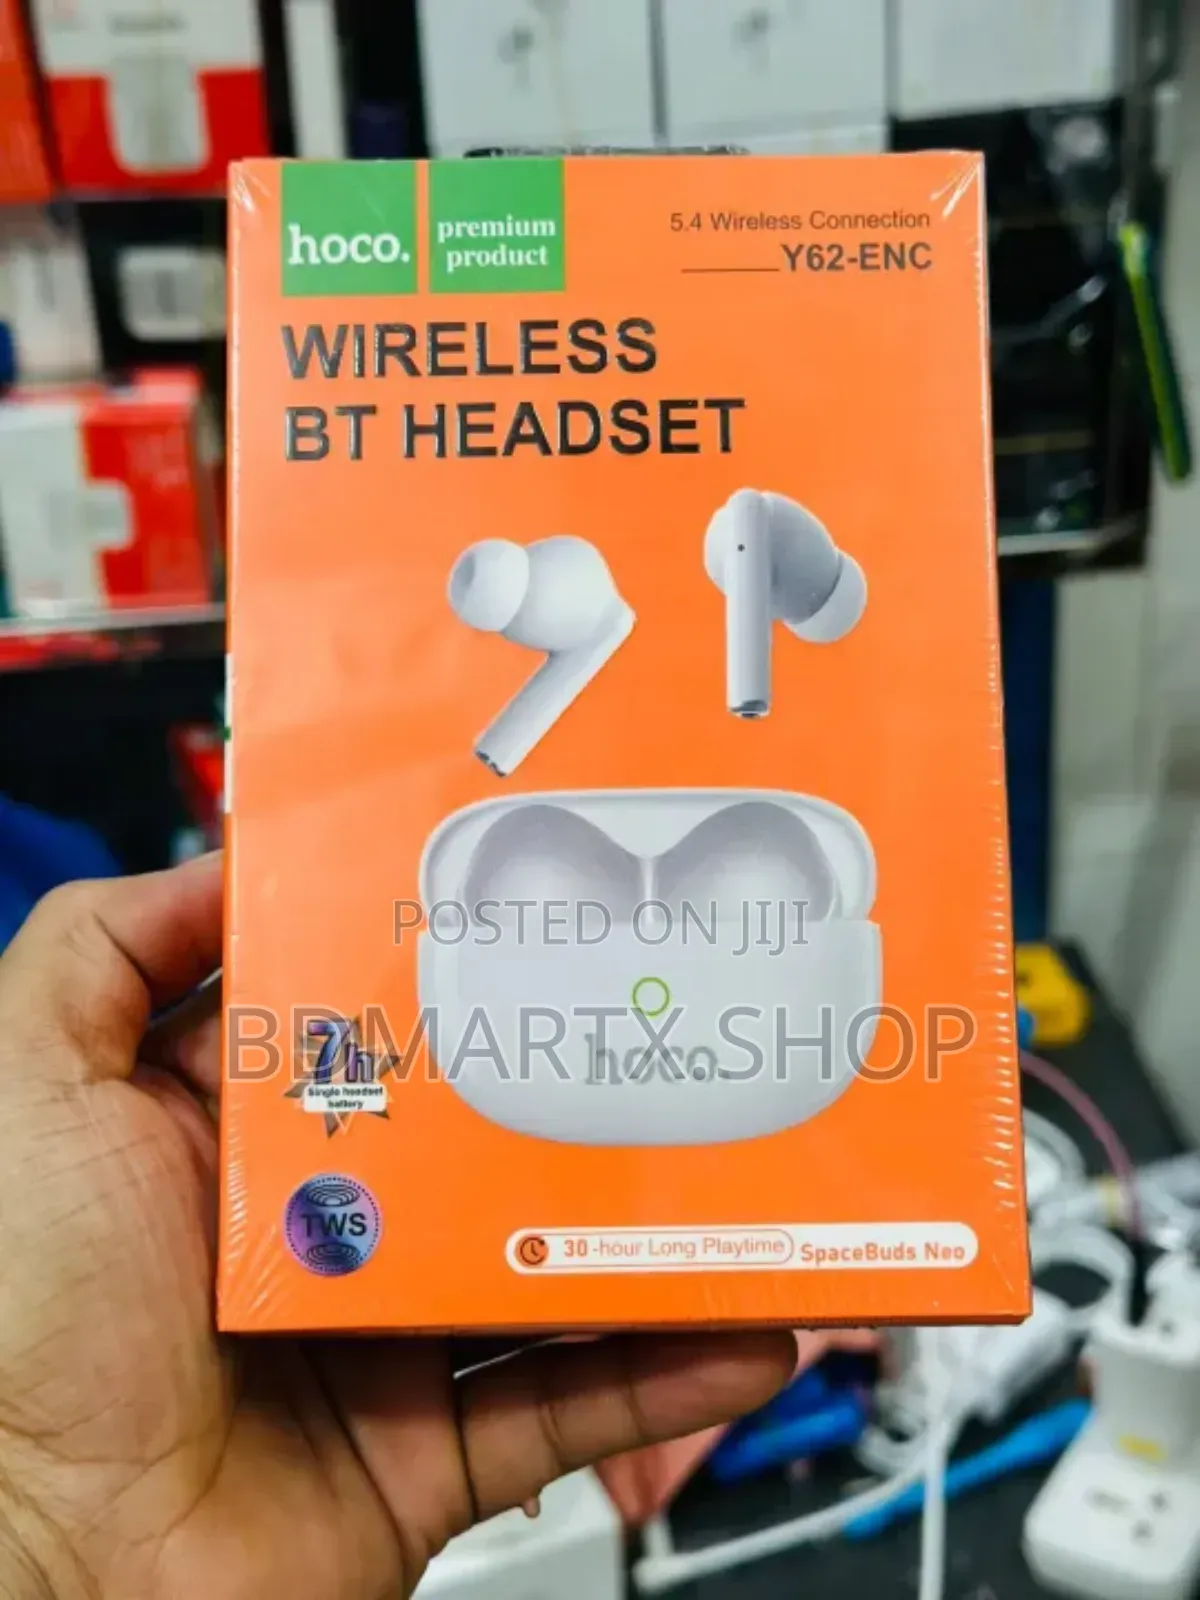 hoco.
premium
product
5.4 Wireless Connection
Y62-ENC
WIRELESS
BT HEADSET
POSTED ON JIJI
BDMARTX SHOP
hoco.
7h
Single headset
battery
TWS
30-hour Long Playtime
SpaceBuds Neo